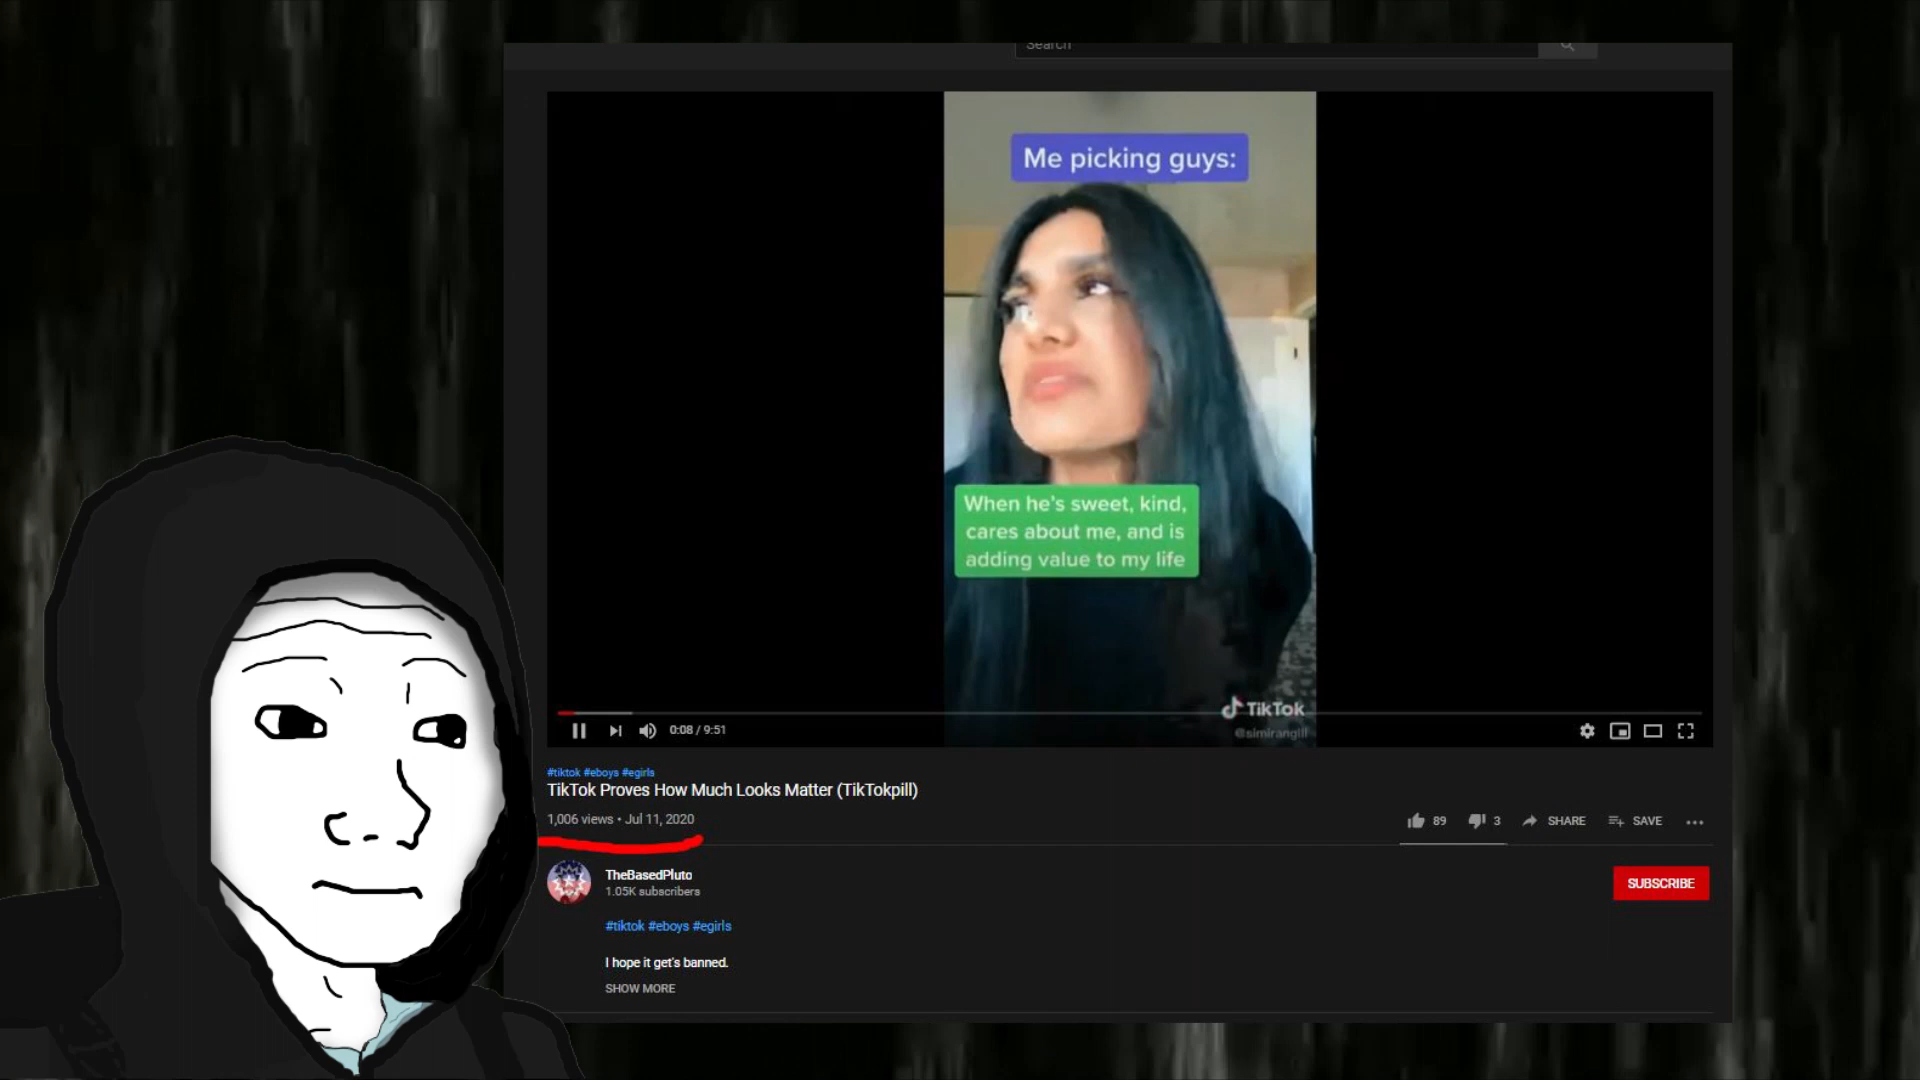 Search
Me picking guys:
When he's sweet, kind,
cares about me, and is
adding value to my life
TikTok
@simirangill
0:08 / 9:51
#tiktok #eboys #egirls
TikTok Proves How Much Looks Matter (TikTokpill)
1,006 views • Jul 11, 2020
89
3
SHARE
SAVE
TheBasedPluto
1.05K subscribers
SUBSCRIBE
#tiktok #eboys #egirls
I hope it get's banned.
SHOW MORE